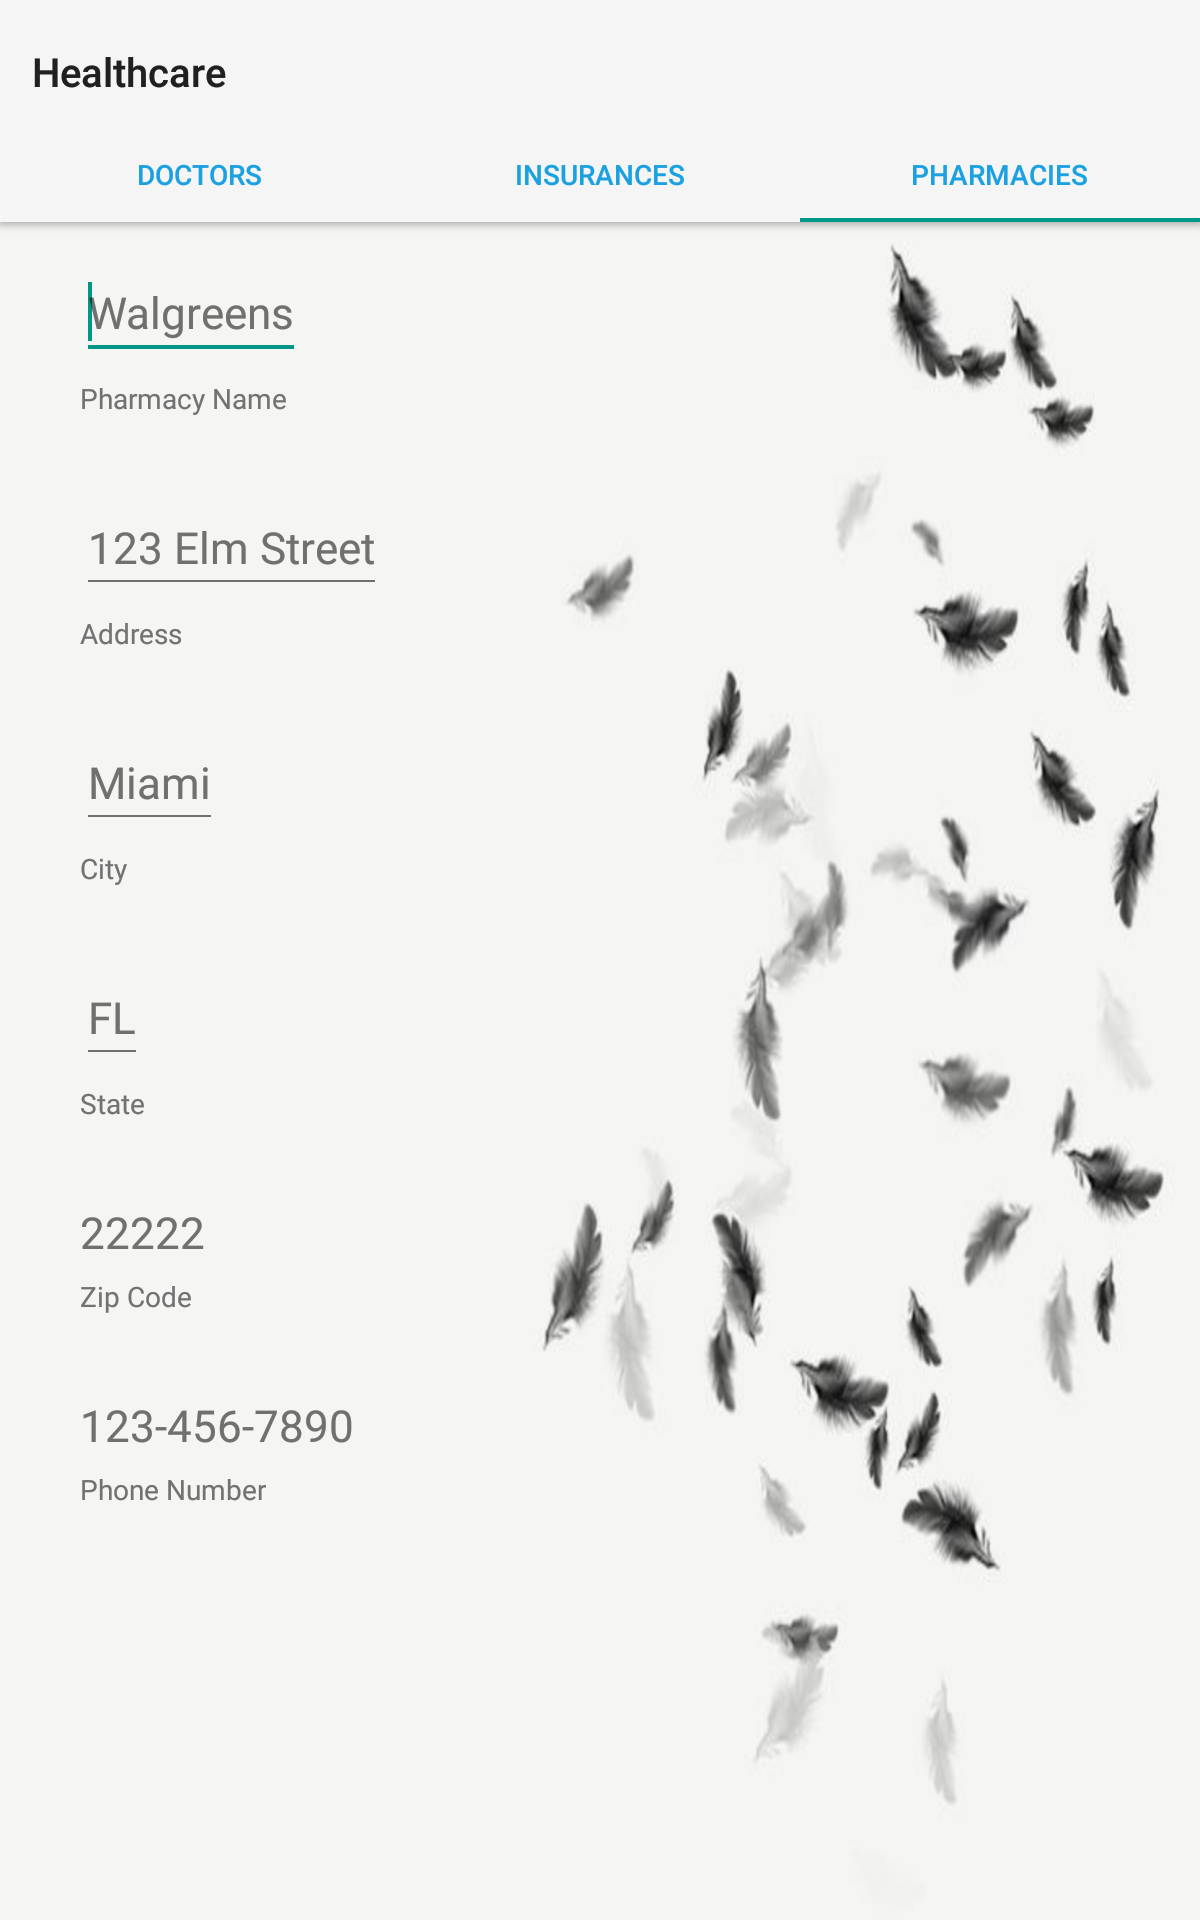 Healthcare
DOCTORS INSURANCES PHARMACIES
Walgreens
Pharmacy Name
123 Elm Street
Address
Miami
City
FL
State
22222
Zip Code
123-456-7890
Phone Number